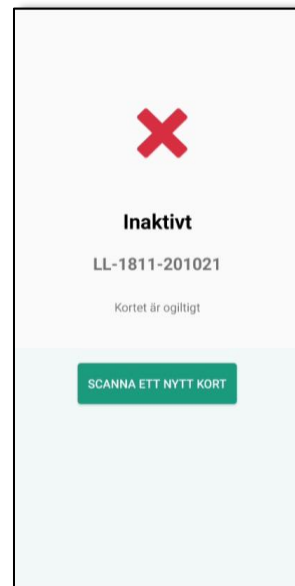 Inaktivt
LL-1811-201021
Kortet är ogiltigt
SCANNA ETT NYTT KORT